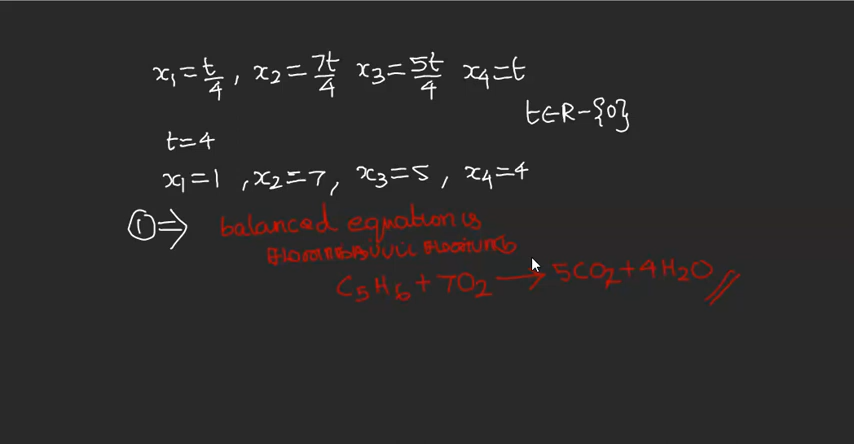 x₁ = t/4, x₂ = 7t/4 x₃ = 5t/4 x₄ = t
t ∈ R - {0}
t = 4
x₁ = 1, x₂ = 7, x₃ = 5, x₄ = 4
① ⇒ balanced equation is
C₅H₆ + 7O₂ → 5CO₂ + 4H₂O //